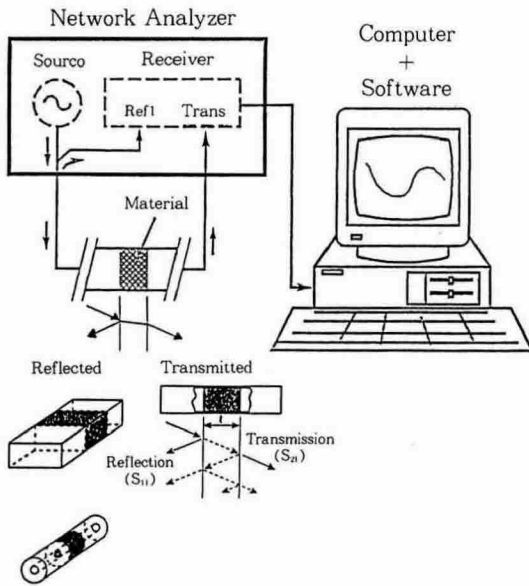 Network Analyzer
Computer
+
Software
Sourco
Receiver
Refl
Trans
Material
Reflected
Transmitted
t
Reflection
(S₁₁)
Transmission
(S₂₁)